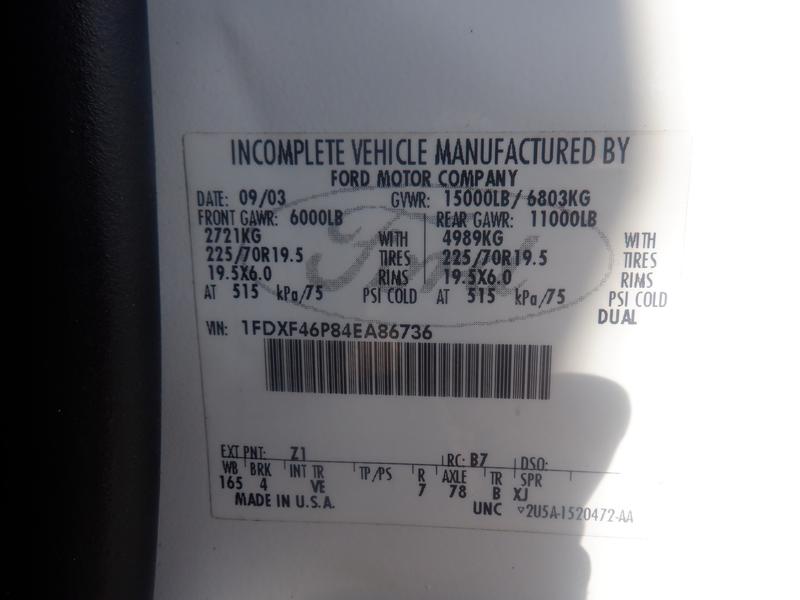 INCOMPLETE VEHICLE MANUFACTURED BY
FORD MOTOR COMPANY
DATE: 09/03 GVWR: 15000LB/ 6803KG
FRONT GAWR: 6000LB REAR GAWR: 11000LB
2721KG WITH 4989KG WITH
225/70R19.5 TIRES 225/70R19.5 TIRES
19.5X6.0 RIMS 19.5X6.0 RIMS
AT 515 kPa/75 PSI COLD AT 515 kPa/75 PSI COLD
DUAL
Ford
VIN: 1FDXF46P84EA86736
EXT PNT: Z1 RC: B7 DSO:
WB BRK INT TR TP/PS R AXLE TR SPR
165 4 VE 7 78 B XJ
MADE IN U.S.A. UNC ▽2U5A-1520472-AA